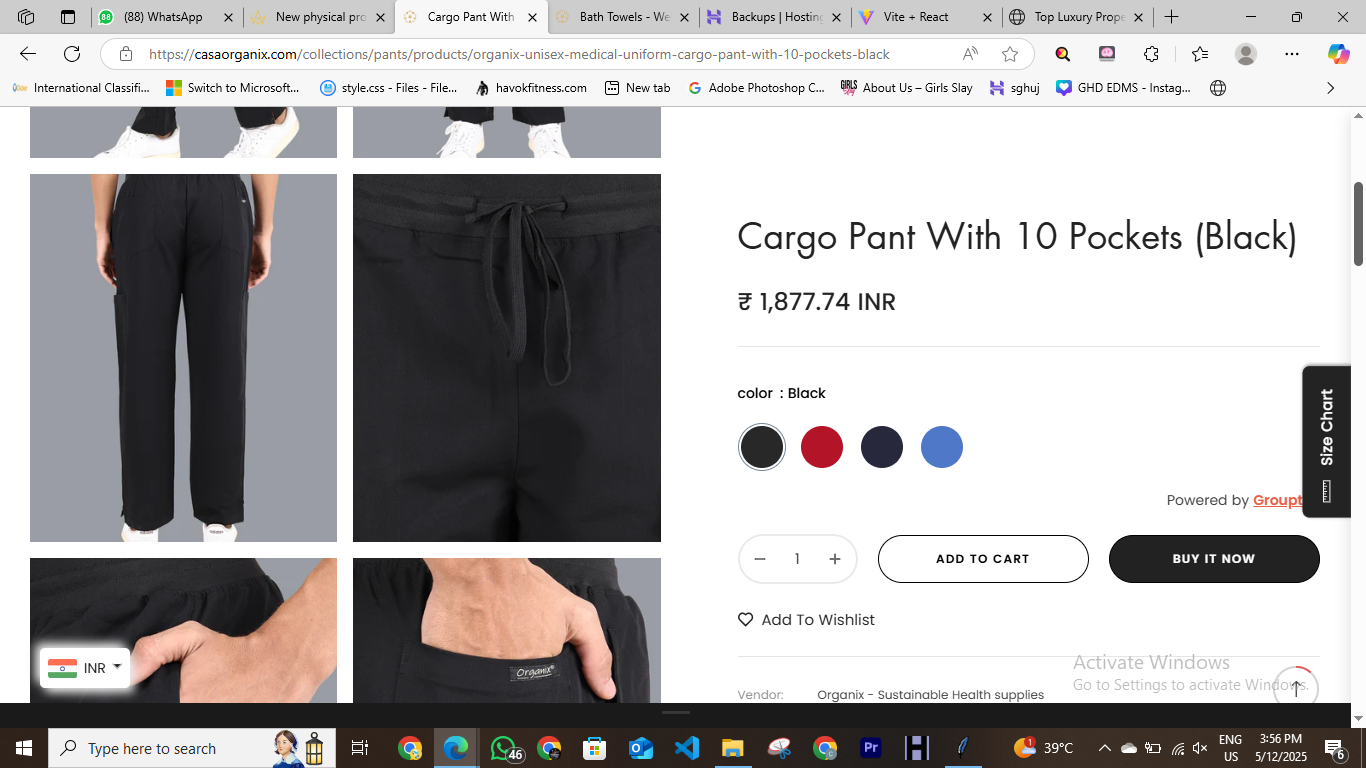 (88) WhatsApp
New physical pro
Cargo Pant With
Bath Towels - We
Backups | Hosting
Vite + React
Top Luxury Prope
https://casaorganix.com/collections/pants/products/organix-unisex-medical-uniform-cargo-pant-with-10-pockets-black
International Classifi...
Switch to Microsoft...
style.css - Files - File...
havokfitness.com
New tab
Adobe Photoshop C...
GIRLS
About Us – Girls Slay
sghuj
GHD EDMS - Instag...
Cargo Pant With 10 Pockets (Black)
₹ 1,877.74 INR
color : Black
Size Chart
Powered by Groupt
1
ADD TO CART
BUY IT NOW
Add To Wishlist
Organix
INR
Activate Windows
Go to Settings to activate Windows.
Vendor: Organix - Sustainable Health supplies
Type here to search
46
Pr
39°C
ENG
US
3:56 PM
5/12/2025
6